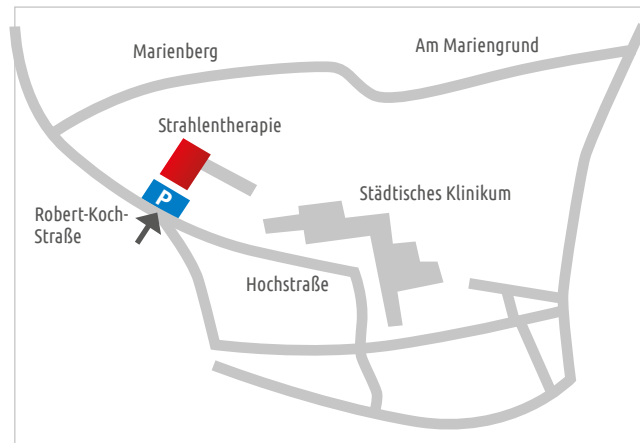 Marienberg
Am Mariengrund
Strahlentherapie
Städtisches Klinikum
P
Robert-Koch-
Straße
Hochstraße